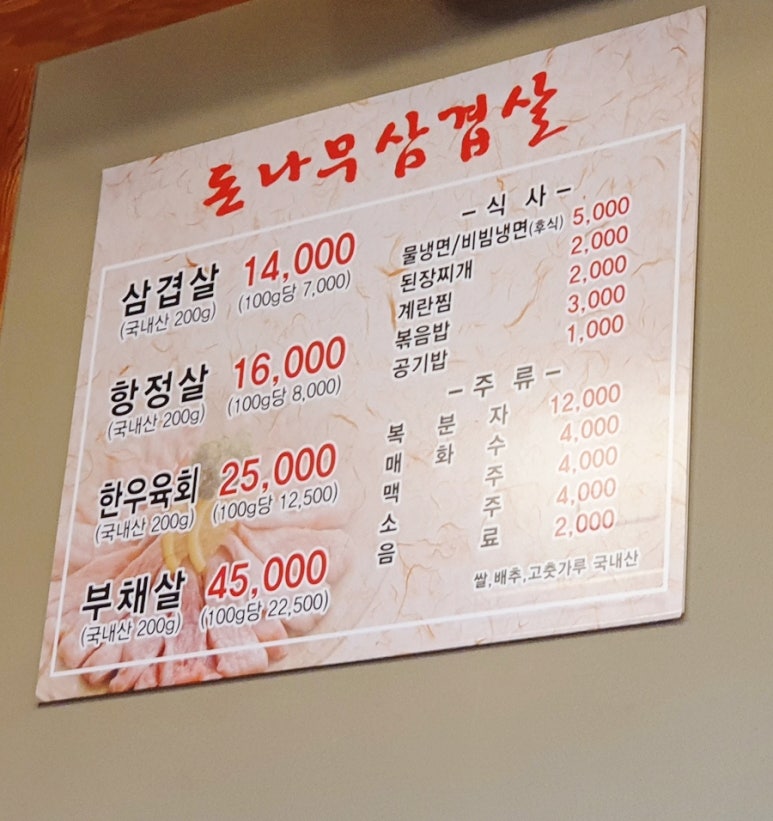 돈나무삼겹살
삼겹살 14,000
(국내산 200g) (100g당 7,000)
항정살 16,000
(국내산 200g) (100g당 8,000)
한우육회 25,000
(국내산 200g) (100g당 12,500)
부채살 45,000
(국내산 200g) (100g당 22,500)
– 식 사 –
물냉면/비빔냉면(후식) 5,000
된장찌개 2,000
계란찜 2,000
볶음밥 3,000
공기밥 1,000
– 주 류 –
복 분 자 12,000
매 화 수 4,000
맥 주 4,000
소 주 4,000
음 료 2,000
쌀,배추,고춧가루 국내산